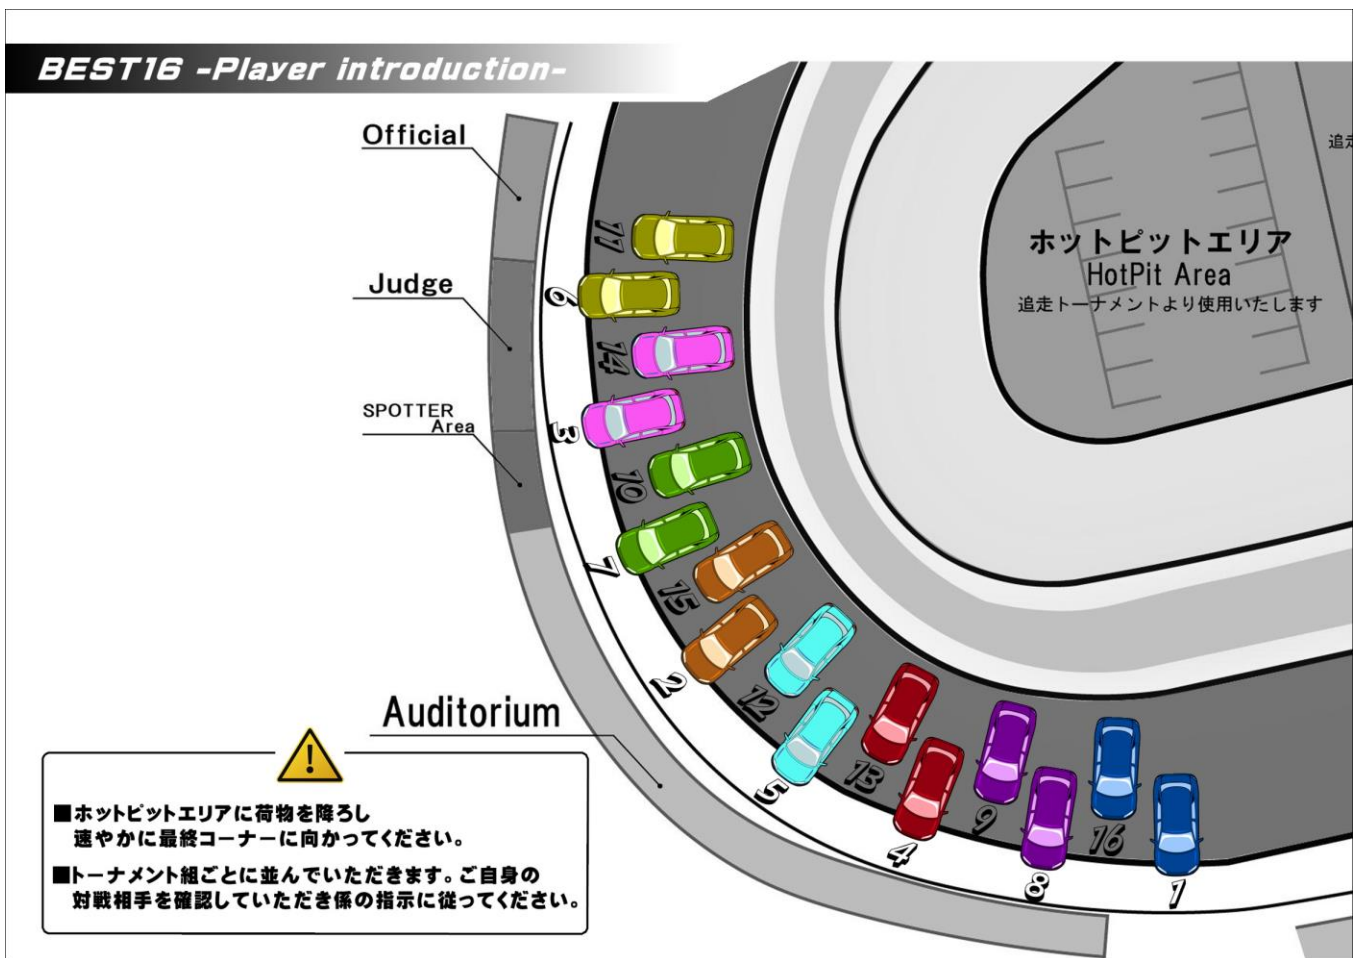 BEST16 -Player introduction-
Official
Judge
SPOTTER
Area
Auditorium
追走
ホットピットエリア
HotPit Area
追走トーナメントより使用いたします
11
6
14
3
10
7
15
2
12
5
13
4
9
8
16
1
■ホットピットエリアに荷物を降ろし
速やかに最終コーナーに向かってください。
■トーナメント組ごとに並んでいただきます。ご自身の
対戦相手を確認していただき係の指示に従ってください。